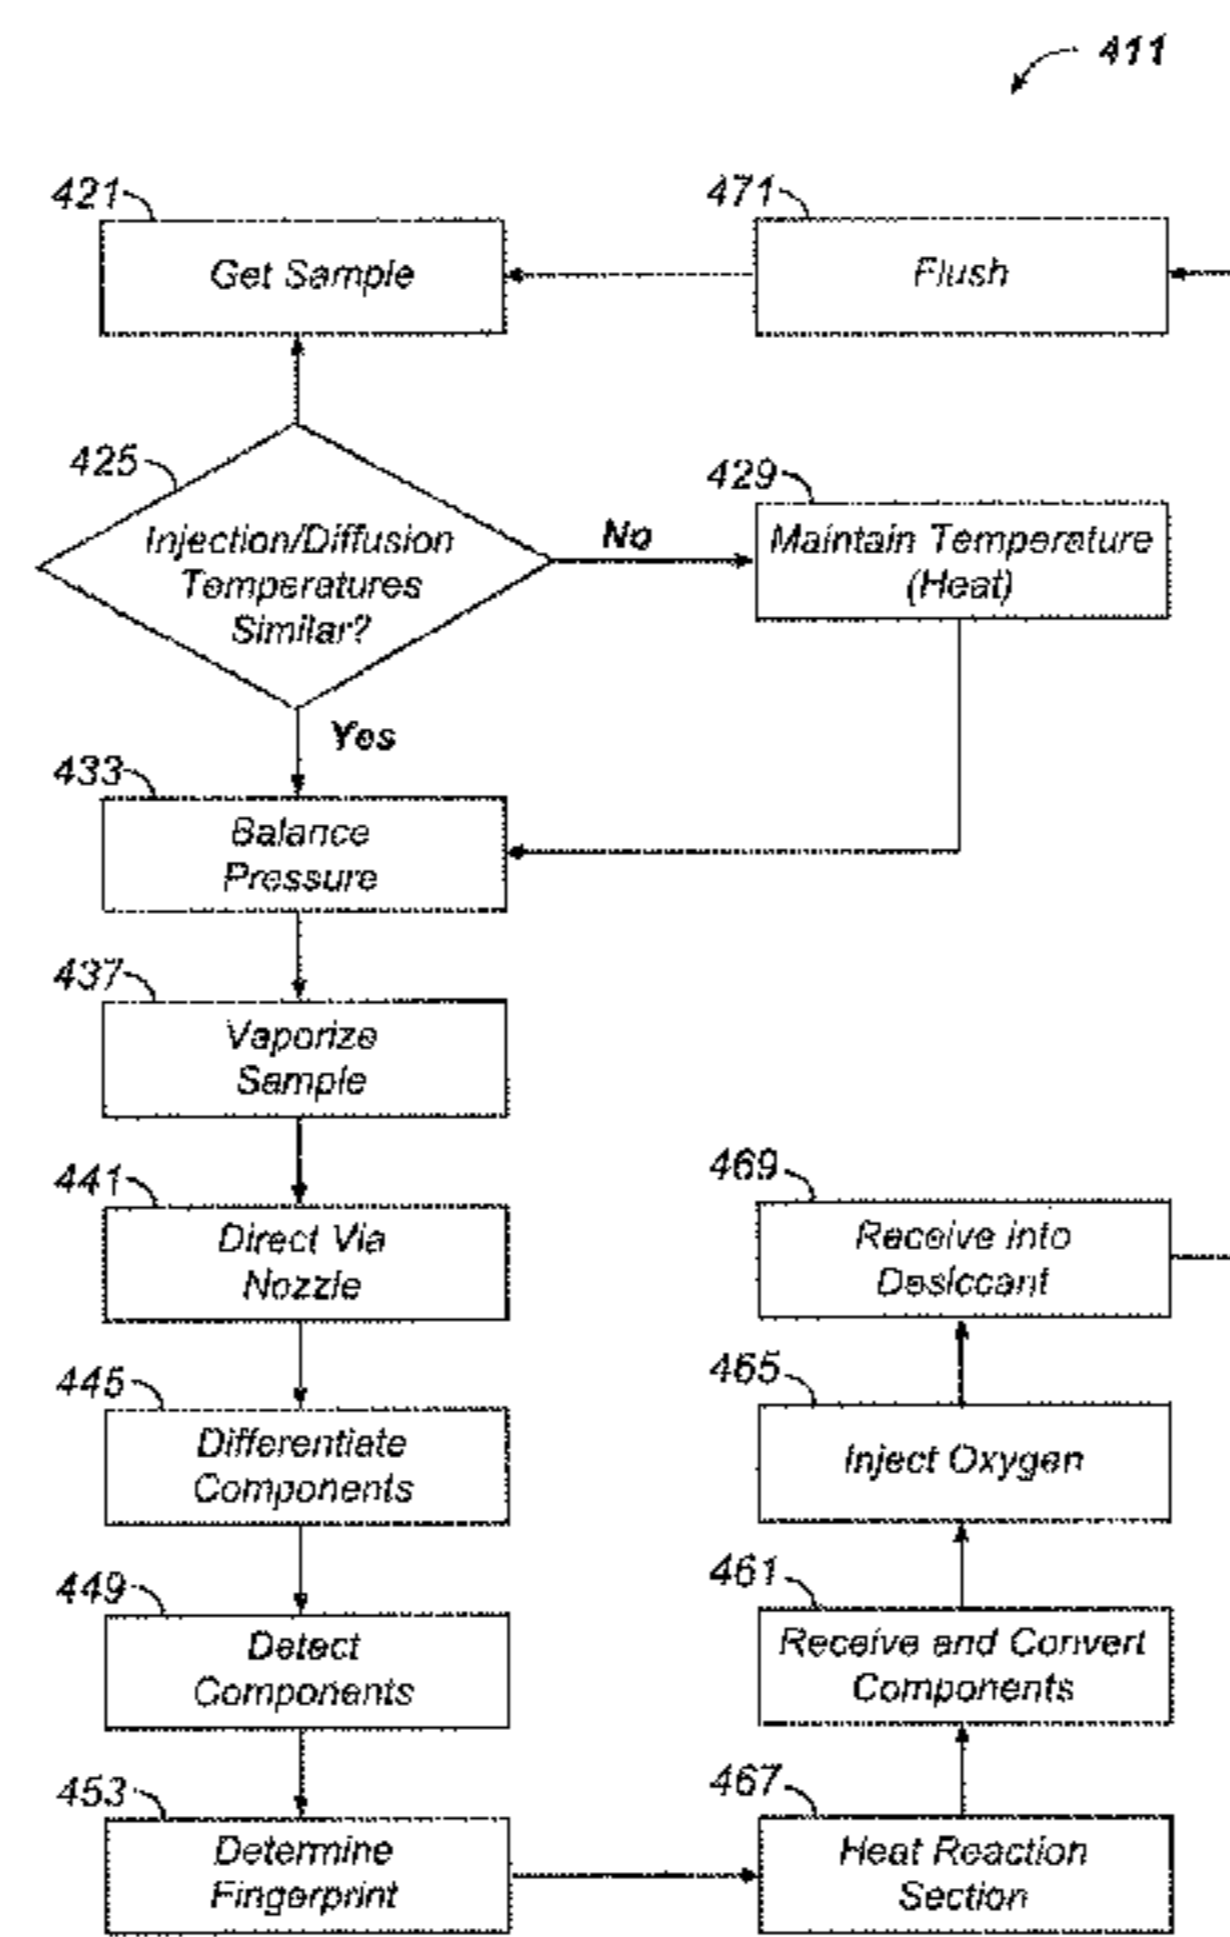 411
421
Get Sample
471
Flush
425
Injection/Diffusion
Temperatures
Similar?
No
429
Maintain Temperature
(Heat)
Yes
433
Balance
Pressure
437
Vaporize
Sample
441
Direct Via
Nozzle
469
Receive into
Desiccant
445
Differentiate
Components
465
Inject Oxygen
449
Detect
Components
461
Receive and Convert
Components
453
Determine
Fingerprint
467
Heat Reaction
Section